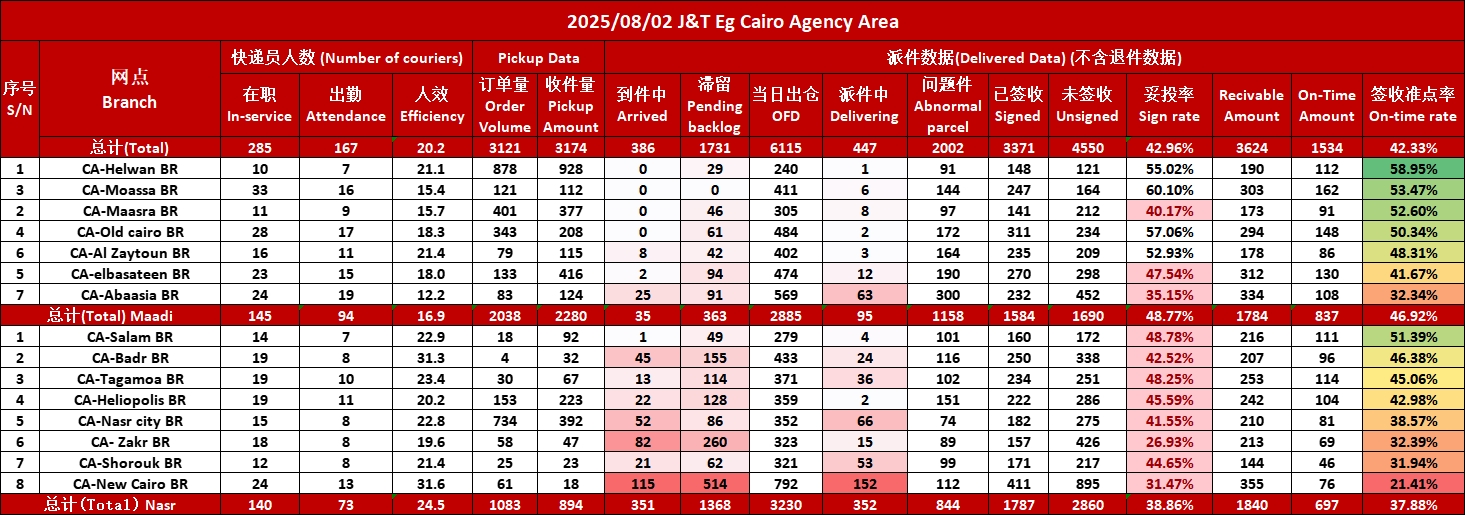 2025/08/02 J&T Eg Cairo Agency Area
序号 S/N 网点 Branch 快递员人数 (Number of couriers) Pickup Data 派件数据(Delivered Data) (不含退件数据)
在职 In-service 出勤 Attendance 人效 Efficiency 订单量 Order Volume 收件量 Pickup Amount 到件中 Arrived 滞留 Pending backlog 当日出仓 OFD 派件中 Delivering 问题件 Abnormal parcel 已签收 Signed 未签收 Unsigned 妥投率 Sign rate Recivable Amount On-Time Amount 签收准点率 On-time rate
总计(Total) 285 167 20.2 3121 3174 386 1731 6115 447 2002 3371 4550 42.96% 3624 1534 42.33%
1 CA-Helwan BR 10 7 21.1 878 928 0 29 240 1 91 148 121 55.02% 190 112 58.95%
3 CA-Moassa BR 33 16 15.4 121 112 0 0 411 6 144 247 164 60.10% 303 162 53.47%
2 CA-Maasra BR 11 9 15.7 401 377 0 46 305 8 97 141 212 40.17% 173 91 52.60%
4 CA-Old cairo BR 28 17 18.3 343 208 0 61 484 2 172 311 234 57.06% 294 148 50.34%
6 CA-Al Zaytoun BR 16 11 21.4 79 115 8 42 402 3 164 235 209 52.93% 178 86 48.31%
5 CA-elbasateen BR 23 15 18.0 133 416 2 94 474 12 190 270 298 47.54% 312 130 41.67%
7 CA-Abaasia BR 24 19 12.2 83 124 25 91 569 63 300 232 452 35.15% 334 108 32.34%
总计(Total) Maadi 145 94 16.9 2038 2280 35 363 2885 95 1158 1584 1690 48.77% 1784 837 46.92%
1 CA-Salam BR 14 7 22.9 18 92 1 49 279 4 101 160 172 48.78% 216 111 51.39%
2 CA-Badr BR 19 8 31.3 4 32 45 155 433 24 116 250 338 42.52% 207 96 46.38%
3 CA-Tagamoa BR 19 10 23.4 30 67 13 114 371 36 102 234 251 48.25% 253 114 45.06%
4 CA-Heliopolis BR 19 11 20.2 153 223 22 128 359 2 151 222 286 45.59% 242 104 42.98%
5 CA-Nasr city BR 15 8 22.8 734 392 52 86 352 66 74 182 275 41.55% 210 81 38.57%
6 CA- Zakr BR 18 8 19.6 58 47 82 260 323 15 89 157 426 26.93% 213 69 32.39%
7 CA-Shorouk BR 12 8 21.4 25 23 21 62 321 53 99 171 217 44.65% 144 46 31.94%
8 CA-New Cairo BR 24 13 31.6 61 18 115 514 792 152 112 411 895 31.47% 355 76 21.41%
总计(Total) Nasr 140 73 24.5 1083 894 351 1368 3230 352 844 1787 2860 38.86% 1840 697 37.88%